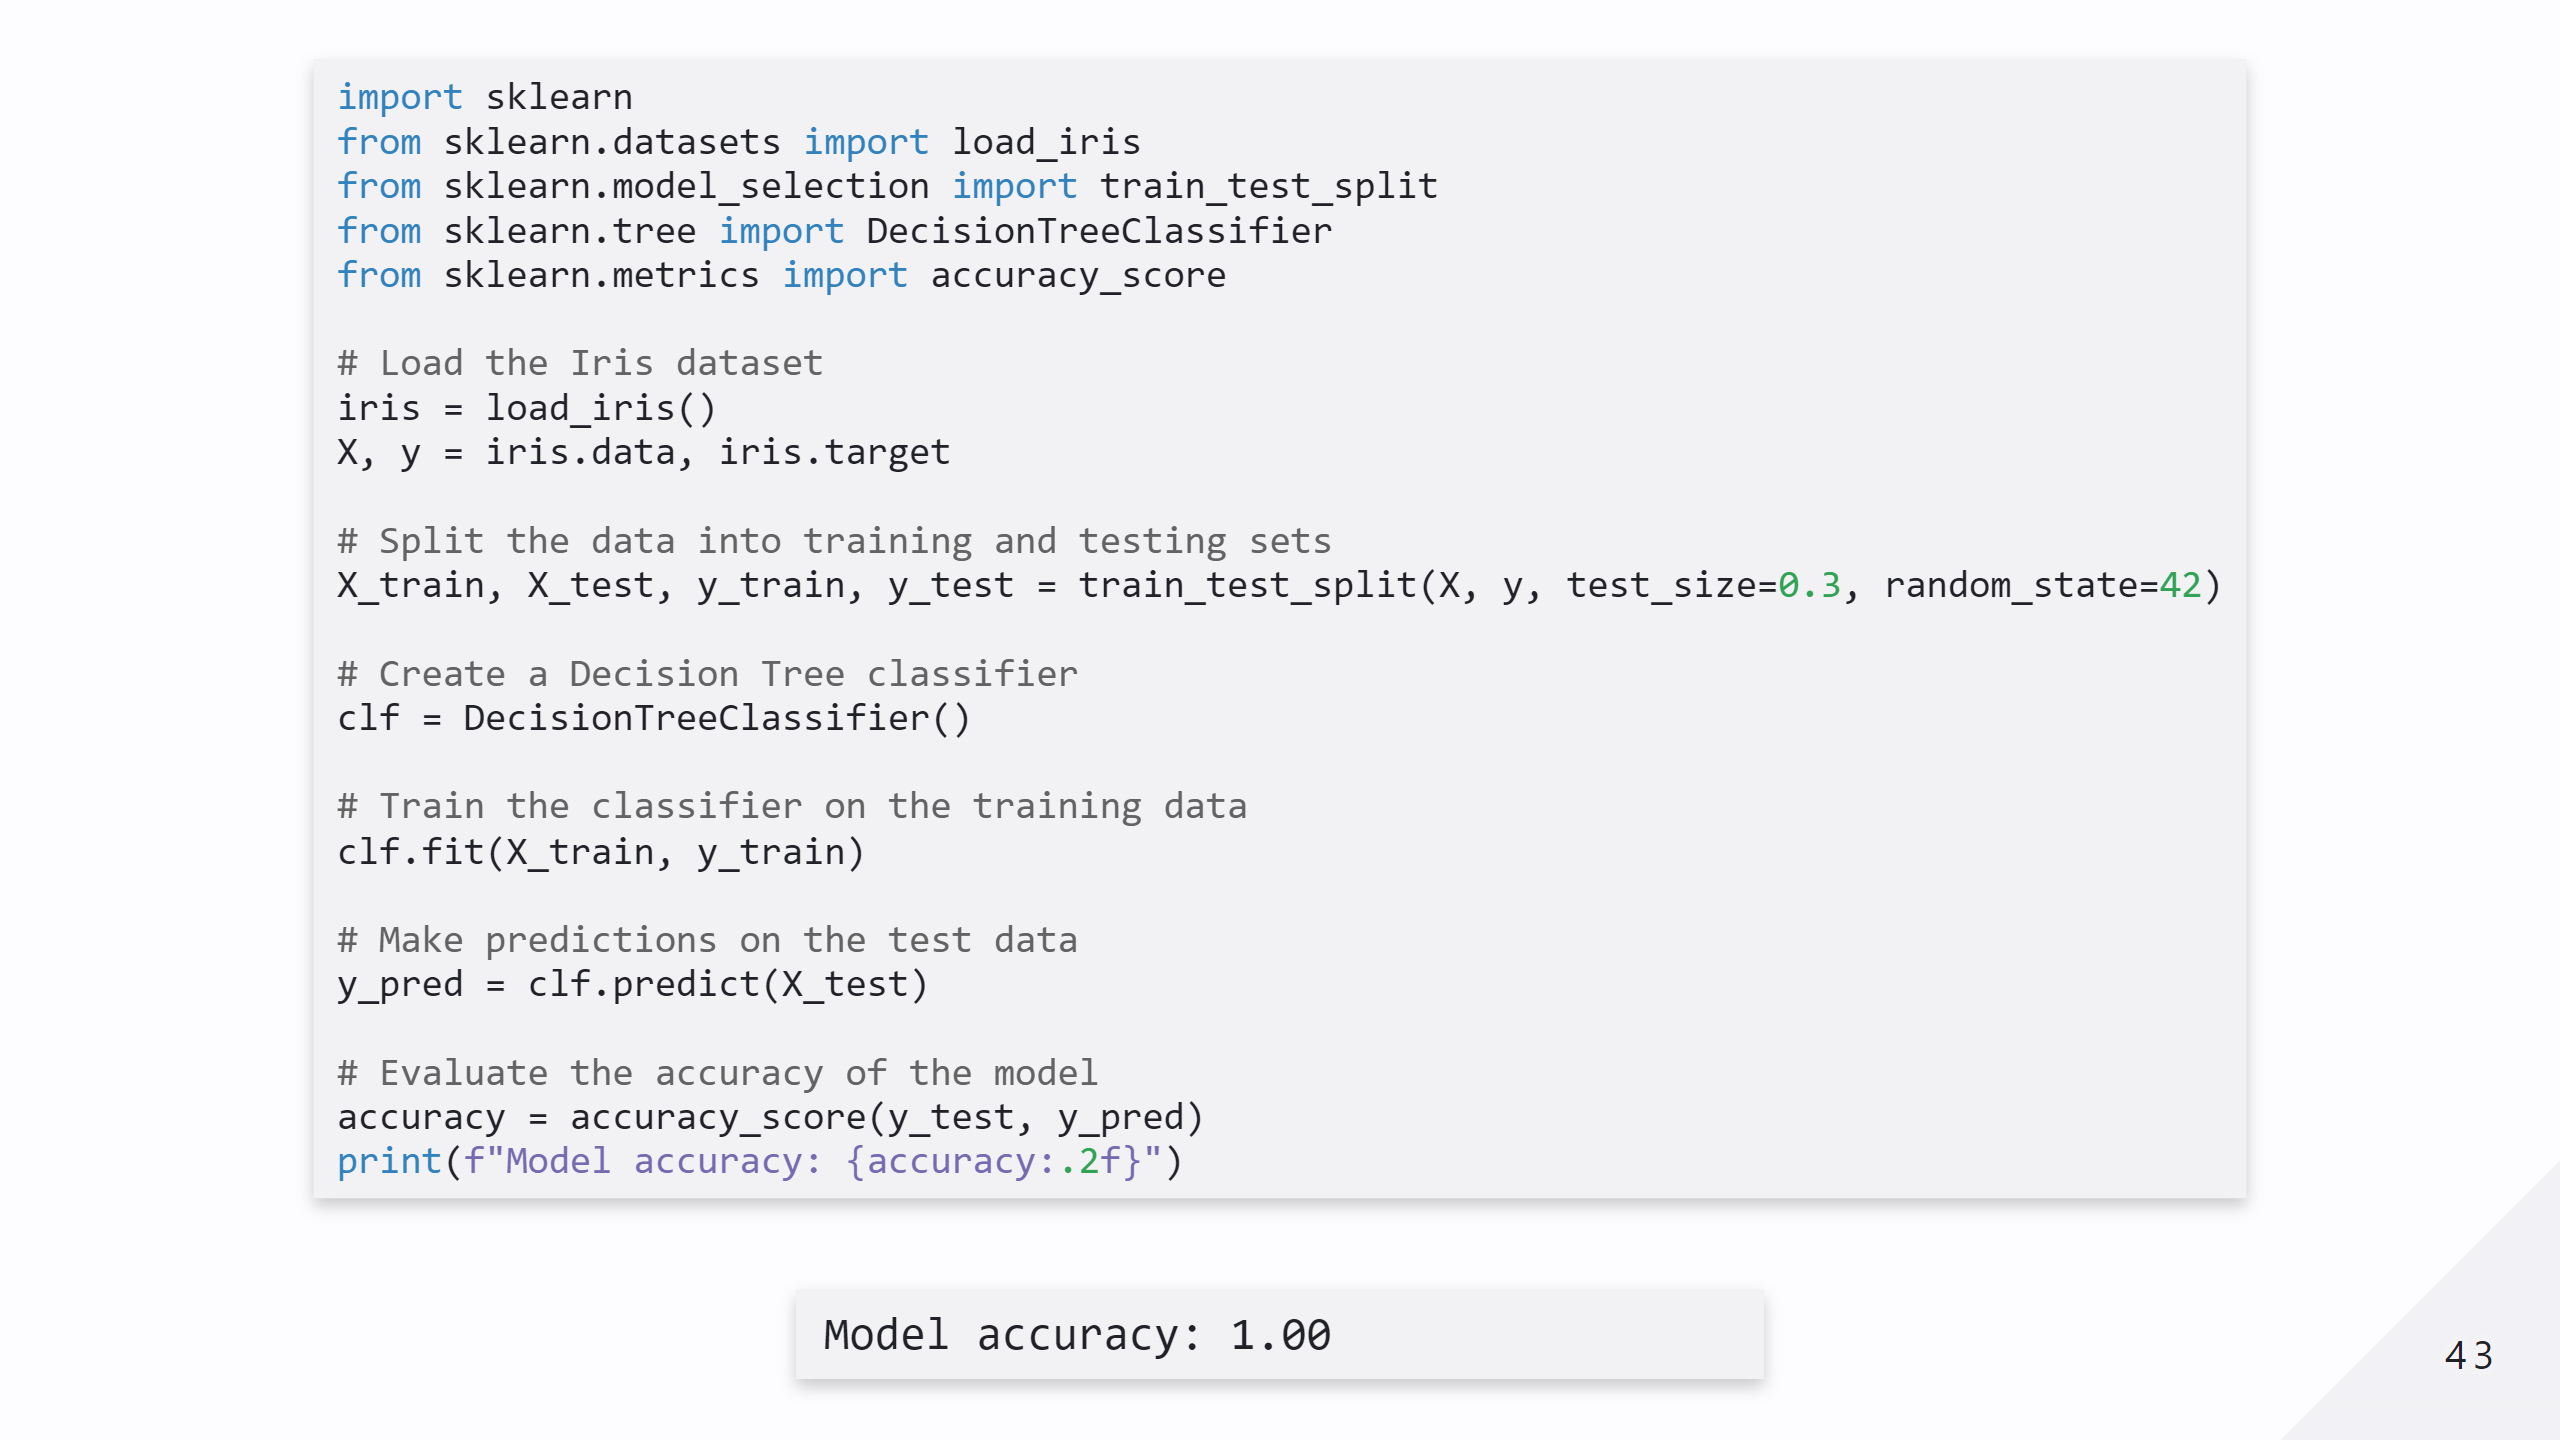 import sklearn
from sklearn.datasets import load_iris
from sklearn.model_selection import train_test_split
from sklearn.tree import DecisionTreeClassifier
from sklearn.metrics import accuracy_score

# Load the Iris dataset
iris = load_iris()
X, y = iris.data, iris.target

# Split the data into training and testing sets
X_train, X_test, y_train, y_test = train_test_split(X, y, test_size=0.3, random_state=42)

# Create a Decision Tree classifier
clf = DecisionTreeClassifier()

# Train the classifier on the training data
clf.fit(X_train, y_train)

# Make predictions on the test data
y_pred = clf.predict(X_test)

# Evaluate the accuracy of the model
accuracy = accuracy_score(y_test, y_pred)
print(f"Model accuracy: {accuracy:.2f}")

Model accuracy: 1.00
43